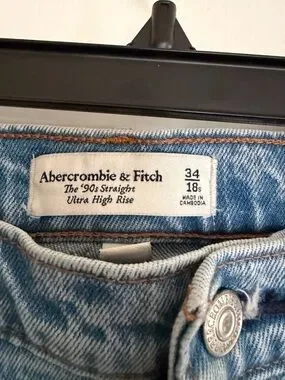 Abercrombie & Fitch
The '90s Straight
Ultra High Rise
34
18s
MADE IN
CAMBODIA